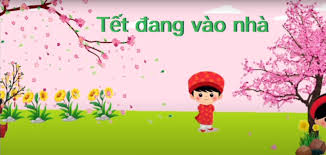 Tết đang vào nhà